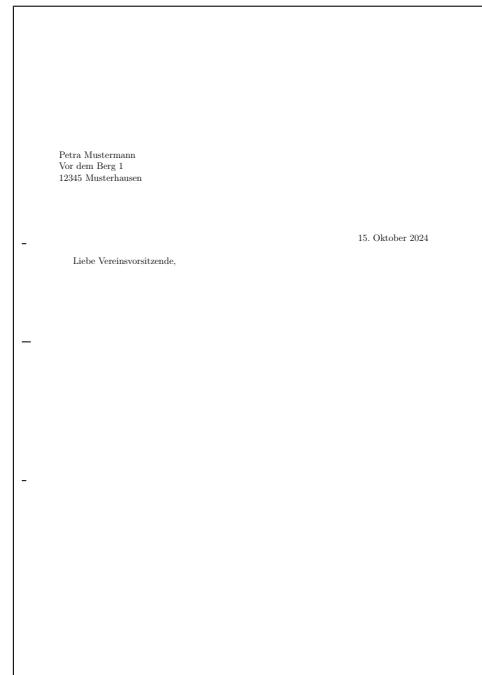 Petra Mustermann
Vor dem Berg 1
12345 Musterhausen
15. Oktober 2024
Liebe Vereinsvorsitzende,